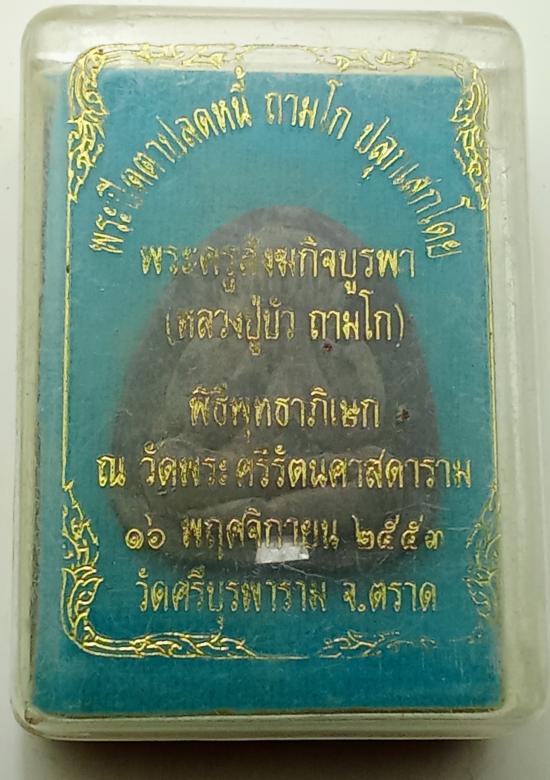 พระปิดตาปลดหนี้ ถามโก ปลุกเสกโดย
พระครูสังฆกิจบูรพา
(หลวงปู่บัว ถามโก)
พิธีพุทธาภิเษก
ณ วัดพระศรีรัตนศาสดาราม
๑๖ พฤศจิกายน ๒๕๕๓
วัดศรีบูรพาราม จ.ตราด